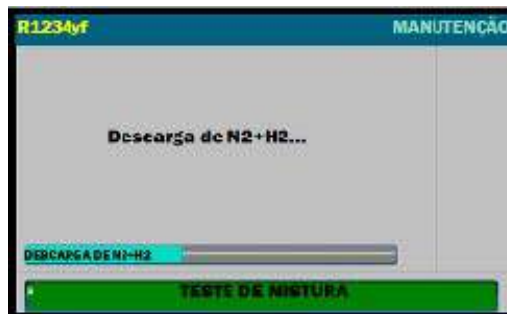 R1234yf MANUTENÇÃO
Descarga de N2+H2...
DESCARGA DE N2+H2
TESTE DE MISTURA